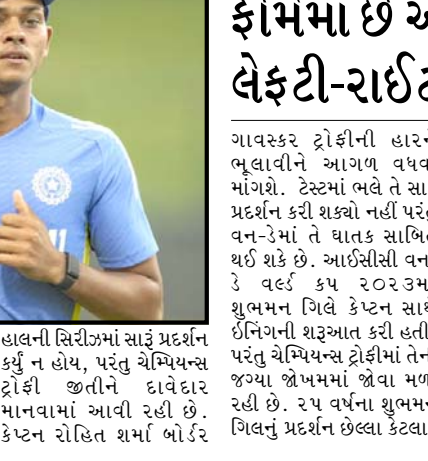 ફોર્મમાં છે
લેફ્ટી-રાઈટ
હાલની સિરીઝમાં સારું પ્રદર્શન
કર્યું ન હોય, પરંતુ ચેમ્પિયન્સ
ટ્રોફી જીતીને દાવેદાર
માનવામાં આવી રહી છે.
કેપ્ટન રોહિત શર્મા બોર્ડર
ગાવસ્કર ટ્રોફીની હારને
ભૂલાવીને આગળ વધવા
માંગશે. ટેસ્ટમાં ભલે તે સા
પ્રદર્શન કરી શક્યો નહીં પરંતુ
વન-ડેમાં તે ઘાતક સાબિત
થઈ શકે છે. આઈસીસી વન
ડે વર્લ્ડ કપ ૨૦૨૩મ
શુભમન ગિલે કેપ્ટન સાથ
ઈનિંગની શરૂઆત કરી હતી
પરંતુ ચેમ્પિયન્સ ટ્રોફીમાં તેન
જગ્યા જોખમમાં જોવા મળ
રહી છે. ૨૫ વર્ષના શુભમન
ગિલનું પ્રદર્શન છેલ્લા કેટલા